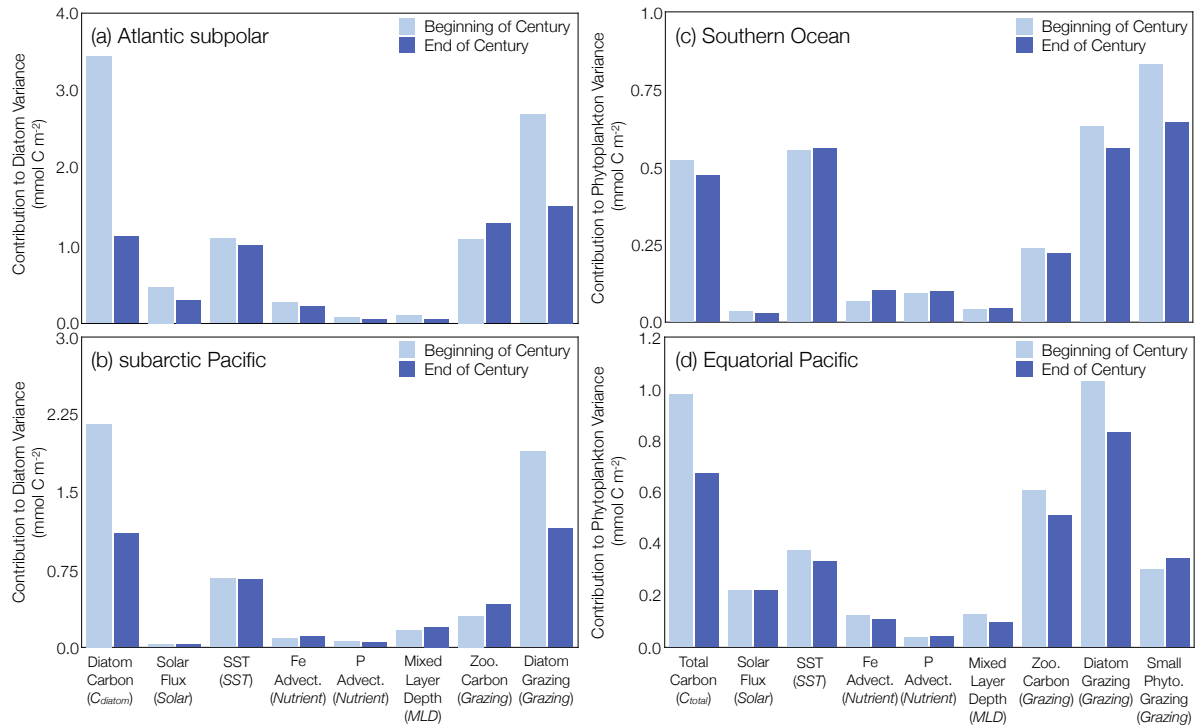 (a) Atlantic subpolar
Beginning of Century
End of Century
Contribution to Diatom Variance
(mmol C m-2)
4.0
3.0
2.0
1.0
0.0
(b) subarctic Pacific
Beginning of Century
End of Century
Contribution to Diatom Variance
(mmol C m-2)
3.0
2.25
1.5
0.75
0.0
Diatom
Carbon
(Cdiatom)
Solar
Flux
(Solar)
SST
(SST)
Fe
Advect.
(Nutrient)
P
Advect.
(Nutrient)
Mixed
Layer
Depth
(MLD)
Zoo.
Carbon
(Grazing)
Diatom
Grazing
(Grazing)
(c) Southern Ocean
Beginning of Century
End of Century
Contribution to Phytoplankton Variance
(mmol C m-2)
1.0
0.75
0.5
0.25
0.0
(d) Equatorial Pacific
Beginning of Century
End of Century
Contribution to Phytoplankton Variance
(mmol C m-2)
1.2
1.0
0.8
0.6
0.4
0.2
0.0
Total
Carbon
(Ctotal)
Solar
Flux
(Solar)
SST
(SST)
Fe
Advect.
(Nutrient)
P
Advect.
(Nutrient)
Mixed
Layer
Depth
(MLD)
Zoo.
Carbon
(Grazing)
Diatom
Grazing
(Grazing)
Small
Phyto.
Grazing
(Grazing)